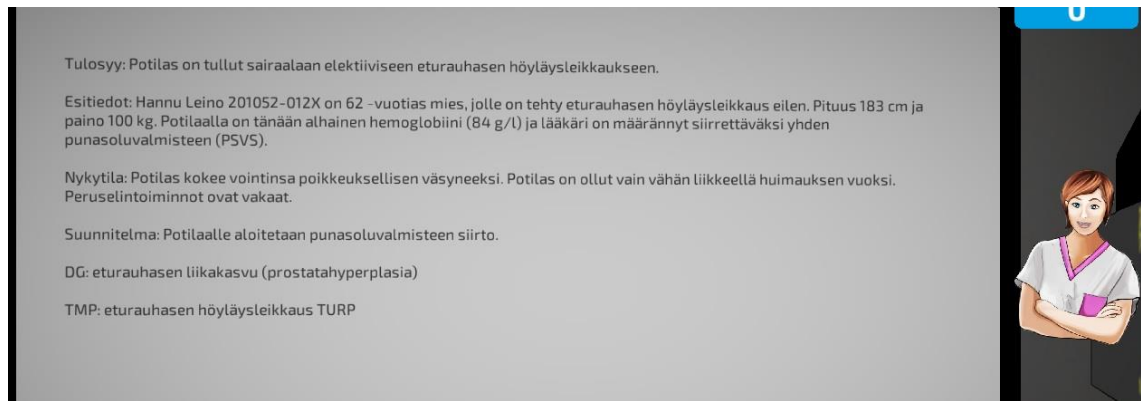 Tulosyy: Potilas on tullut sairaalaan elektiiviseen eturauhasen höyläysleikkaukseen.
Esitiedot: Hannu Leino 201052-012X on 62 -vuotias mies, jolle on tehty eturauhasen höyläysleikkaus eilen. Pituus 183 cm ja
paino 100 kg. Potilaalla on tänään alhainen hemoglobiini (84 g/l) ja lääkäri on määrännyt siirrettäväksi yhden
punasoluvalmisteen (PSVS).
Nykytila: Potilas kokee vointinsa poikkeuksellisen väsyneeksi. Potilas on ollut vain vähän liikkeellä huimauksen vuoksi.
Peruselintoiminnot ovat vakaat.
Suunnitelma: Potilaalle aloitetaan punasoluvalmisteen siirto.
DG: eturauhasen liikakasvu (prostatahyperplasia)
TMP: eturauhasen höyläysleikkaus TURP